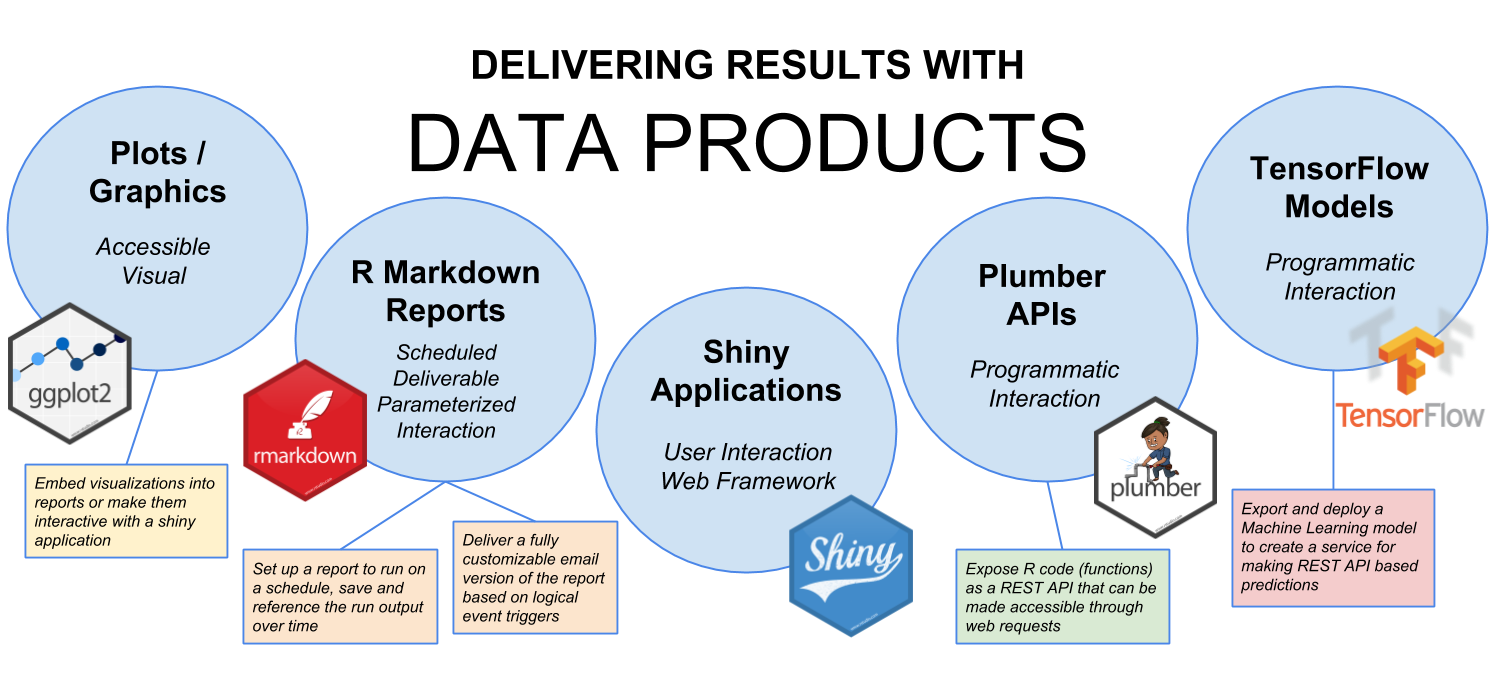 DELIVERING RESULTS WITH
DATA PRODUCTS
Plots /
Graphics
Accessible
Visual
ggplot2
Embed visualizations into
reports or make them
interactive with a shiny
application
R Markdown
Reports
Scheduled
Deliverable
Parameterized
Interaction
rmarkdown
Set up a report to run on
a schedule, save and
reference the run output
over time
Deliver a fully
customizable email
version of the report
based on logical
event triggers
Shiny
Applications
User Interaction
Web Framework
Shiny
Plumber
APIs
Programmatic
Interaction
plumber
Expose R code (functions)
as a REST API that can be
made accessible through
web requests
TensorFlow
Models
Programmatic
Interaction
TensorFlow
Export and deploy a
Machine Learning model
to create a service for
making REST API based
predictions